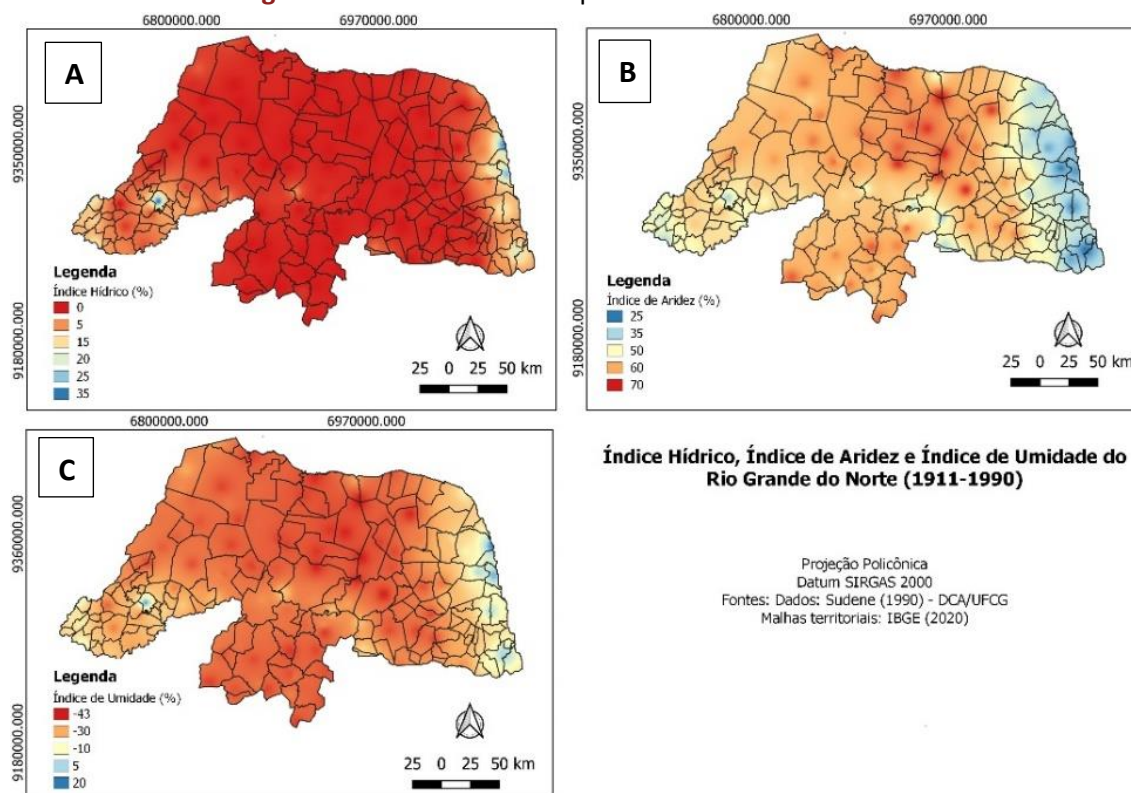 6800000.000 6970000.000
A
9350000.000
9180000.000
Legenda
Índice Hídrico (%)
0
5
15
20
25
35
25 0 25 50 km
6800000.000 6970000.000
B
9350000.000
9180000.000
Legenda
Índice de Aridez (%)
25
35
50
60
70
25 0 25 50 km
6800000.000 6970000.000
C
9360000.000
9180000.000
Legenda
Índice de Umidade (%)
-43
-30
-10
5
20
25 0 25 50 km
Índice Hídrico, Índice de Aridez e Índice de Umidade do
Rio Grande do Norte (1911-1990)
Projeção Policônica
Datum SIRGAS 2000
Fontes: Dados: Sudene (1990) - DCA/UFCG
Malhas territoriais: IBGE (2020)